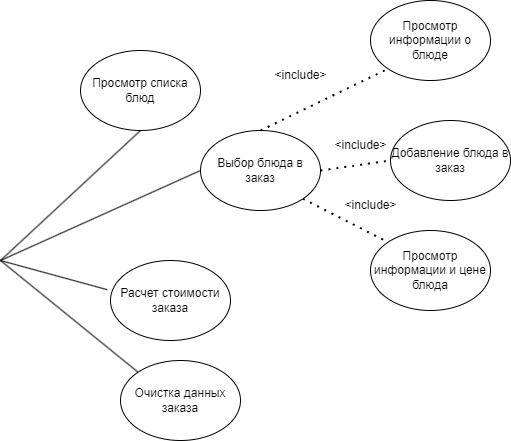 Просмотр
информации о
блюде
<include>
Просмотр списка
блюд
<include>
Добавление блюда в
заказ
Выбор блюда в
заказ
<include>
Просмотр
информации и цене
блюда
Расчет стоимости
заказа
Очистка данных
заказа